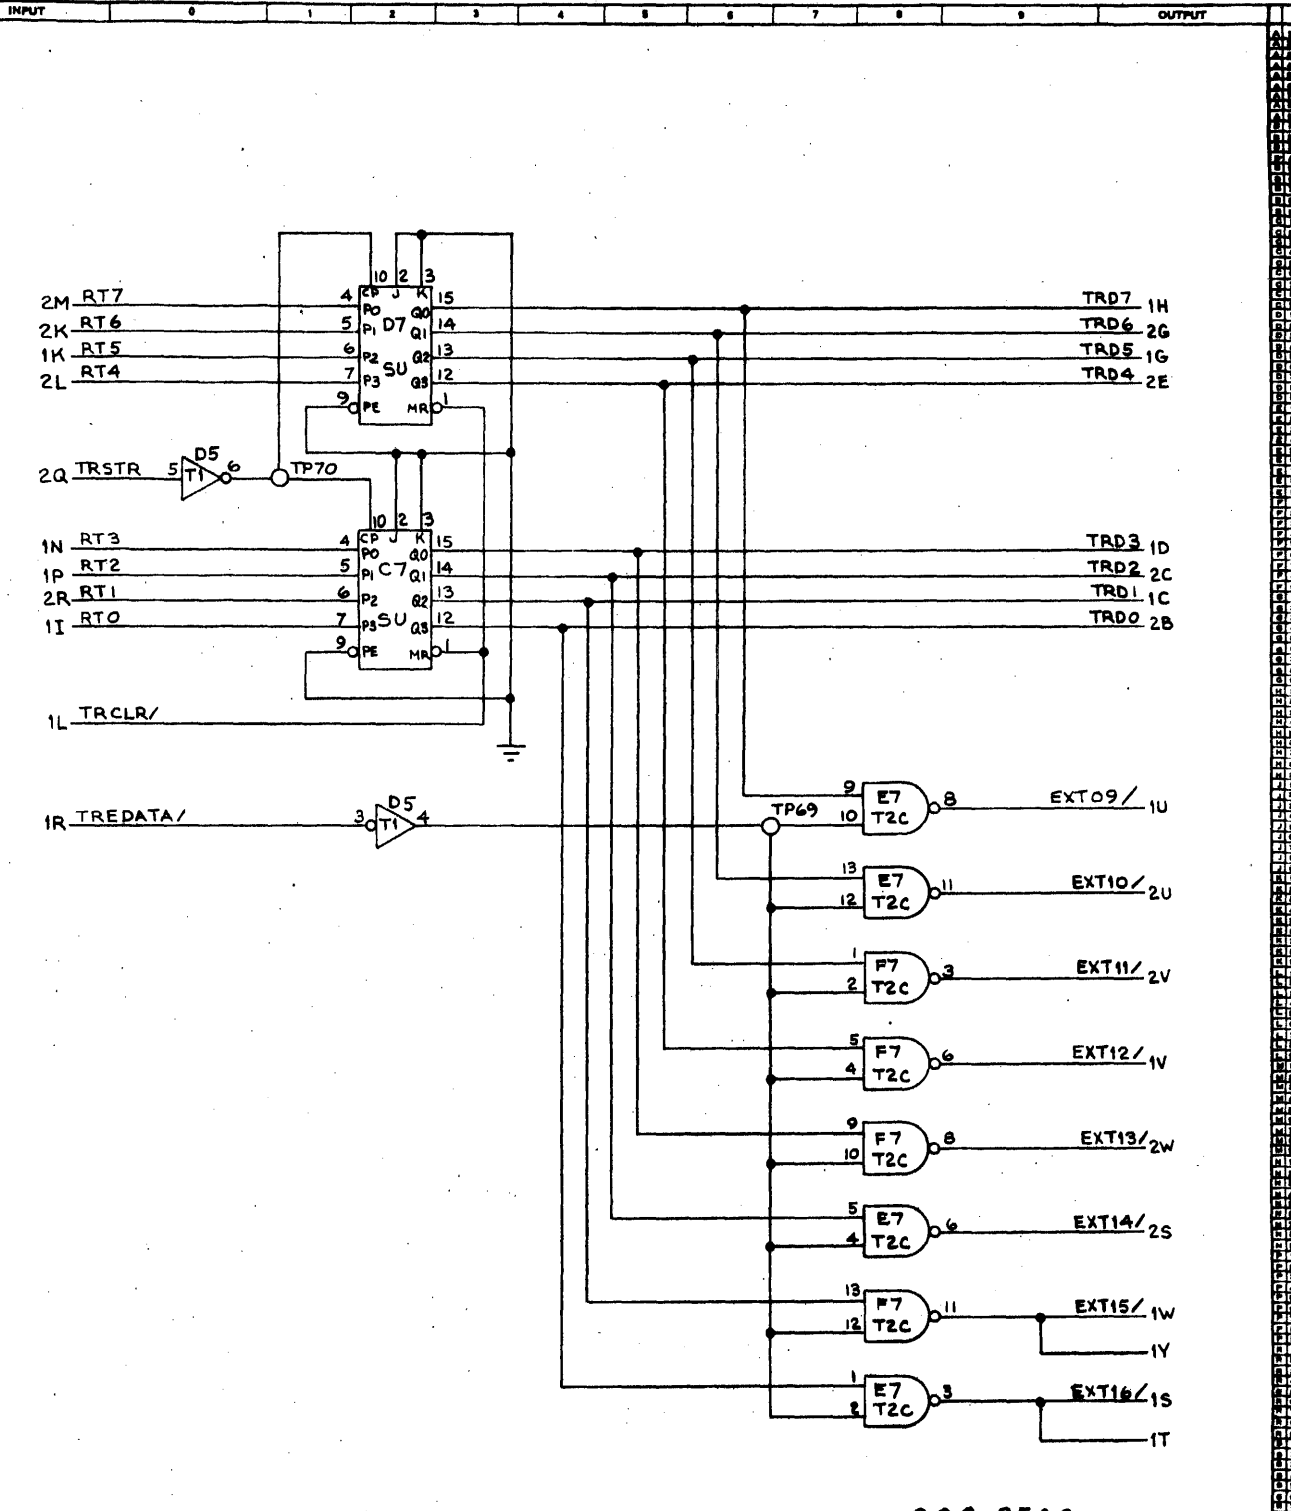 INPUT 0 1 2 3 4 5 6 7 8 9 OUTPUT
10 2 3
CP J K
2M RT7 4 P0 Q0 15 TRD7 1H
2K RT6 5 P1 D7 Q1 14 TRD6 2G
1K RT5 6 P2 Q2 13 TRD5 1G
SU
2L RT4 7 P3 Q3 12 TRD4 2E
9 PE MR 1
D5
2Q TRSTR 5 T1 6 TP70
10 2 3
CP J K
1N RT3 4 P0 Q0 15 TRD3 1D
1P RT2 5 P1 C7 Q1 14 TRD2 2C
2R RT1 6 P2 Q2 13 TRD1 1C
1I RT0 7 P3 SU Q3 12 TRD0 2B
9 PE MR 1
1L TRCLR/
D5
1R TREDATA/ 3 T1 4 TP69
9 E7 8 EXT09/ 1U
10 T2C
13 E7 11 EXT10/ 2U
12 T2C
1 F7 3 EXT11/ 2V
2 T2C
5 F7 6 EXT12/ 1V
4 T2C
9 F7 8 EXT13/ 2W
10 T2C
5 E7 6 EXT14/ 2S
4 T2C
13 F7 11 EXT15/ 1W
12 T2C
1Y
1 E7 3 EXT16/ 1S
2 T2C
1T